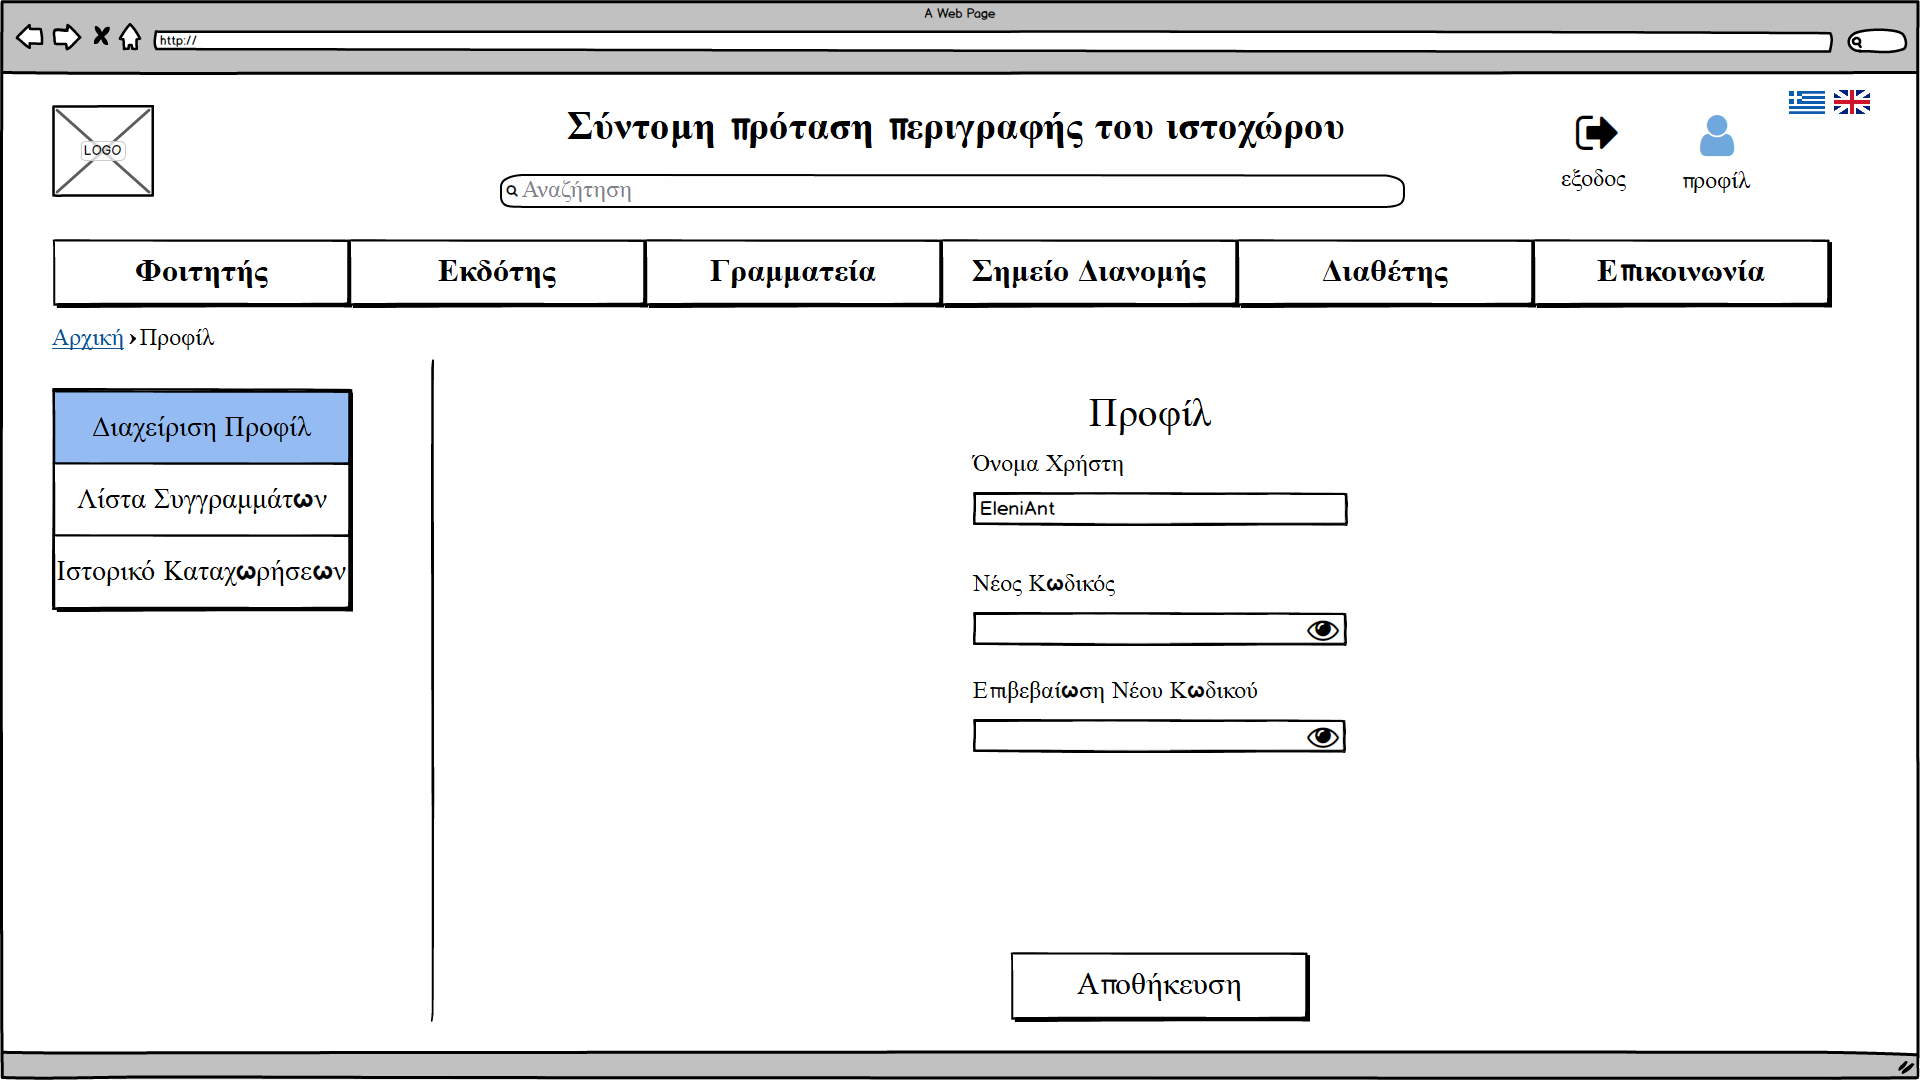 A Web Page
http://
LOGO
Σύντομη πρόταση περιγραφής του ιστοχώρου
Αναζήτηση
εξοδος
προφίλ
Φοιτητής
Εκδότης
Γραμματεία
Σημείο Διανομής
Διαθέτης
Επικοινωνία
Αρχική › Προφίλ
Διαχείριση Προφίλ
Λίστα Συγγραμμάτων
Ιστορικό Καταχωρήσεων
Προφίλ
Όνομα Χρήστη
EleniAnt
Νέος Κωδικός
Επιβεβαίωση Νέου Κωδικού
Αποθήκευση